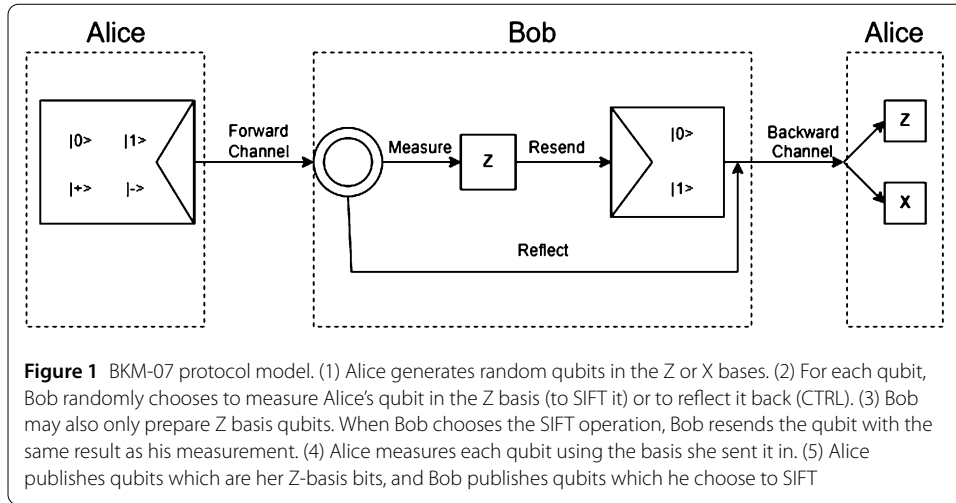 Alice
Bob
Alice
|0> |1>
|+> |->
Forward
Channel
Measure
Z
Resend
|0>
|1>
Reflect
Backward
Channel
Z
X
Figure 1 BKM-07 protocol model. (1) Alice generates random qubits in the Z or X bases. (2) For each qubit,
Bob randomly chooses to measure Alice's qubit in the Z basis (to SIFT it) or to reflect it back (CTRL). (3) Bob
may also only prepare Z basis qubits. When Bob chooses the SIFT operation, Bob resends the qubit with the
same result as his measurement. (4) Alice measures each qubit using the basis she sent it in. (5) Alice
publishes qubits which are her Z-basis bits, and Bob publishes qubits which he choose to SIFT